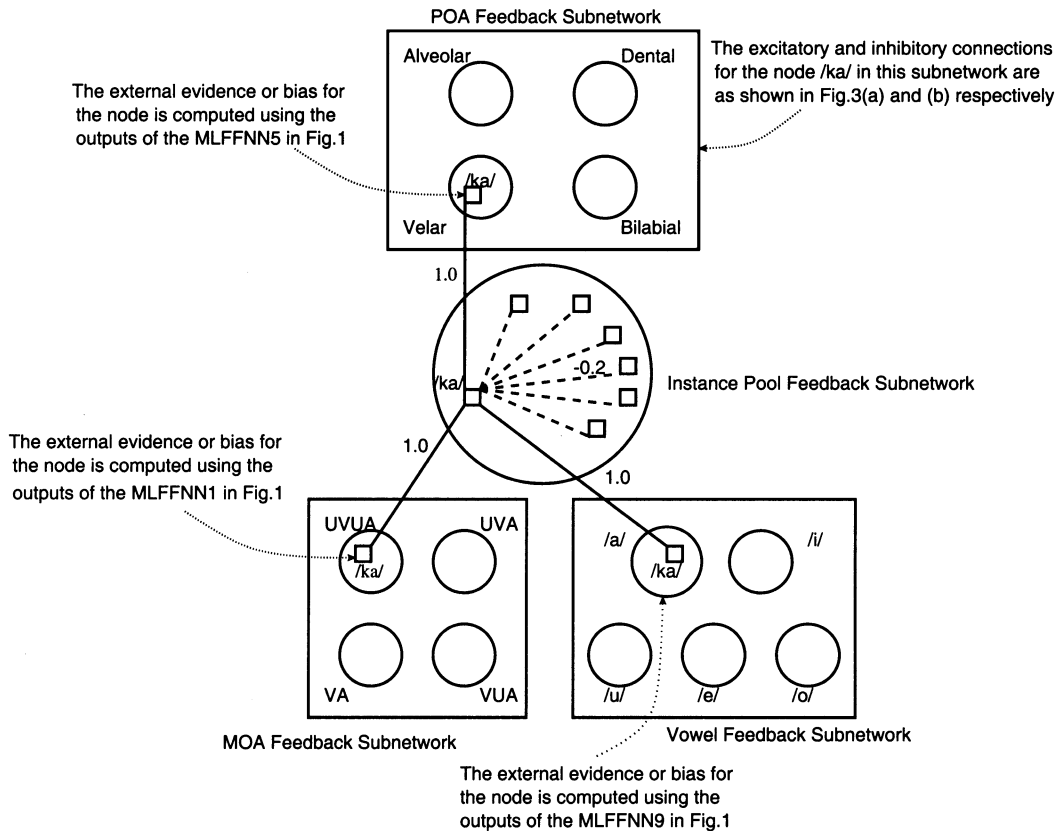 POA Feedback Subnetwork
Alveolar
Dental
The excitatory and inhibitory connections
for the node /ka/ in this subnetwork are
as shown in Fig.3(a) and (b) respectively
The external evidence or bias for
the node is computed using the
outputs of the MLFFNN5 in Fig.1
/ka/
Velar
Bilabial
1.0
-0.2
/ka/
Instance Pool Feedback Subnetwork
The external evidence or bias for
the node is computed using the
outputs of the MLFFNN1 in Fig.1
1.0
1.0
UVUA
UVA
/ka/
VA
VUA
MOA Feedback Subnetwork
/a/
/i/
/ka/
/u/
/e/
/o/
Vowel Feedback Subnetwork
The external evidence or bias for
the node is computed using the
outputs of the MLFFNN9 in Fig.1